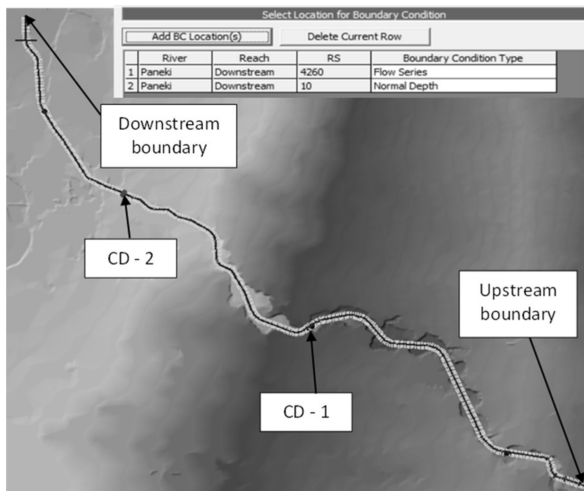 Select Location for Boundary Condition
Add BC Location(s) Delete Current Row
River Reach RS Boundary Condition Type
1 Paneki Downstream 4260 Flow Series
2 Paneki Downstream 10 Normal Depth
Downstream
boundary
CD - 2
Upstream
boundary
CD - 1